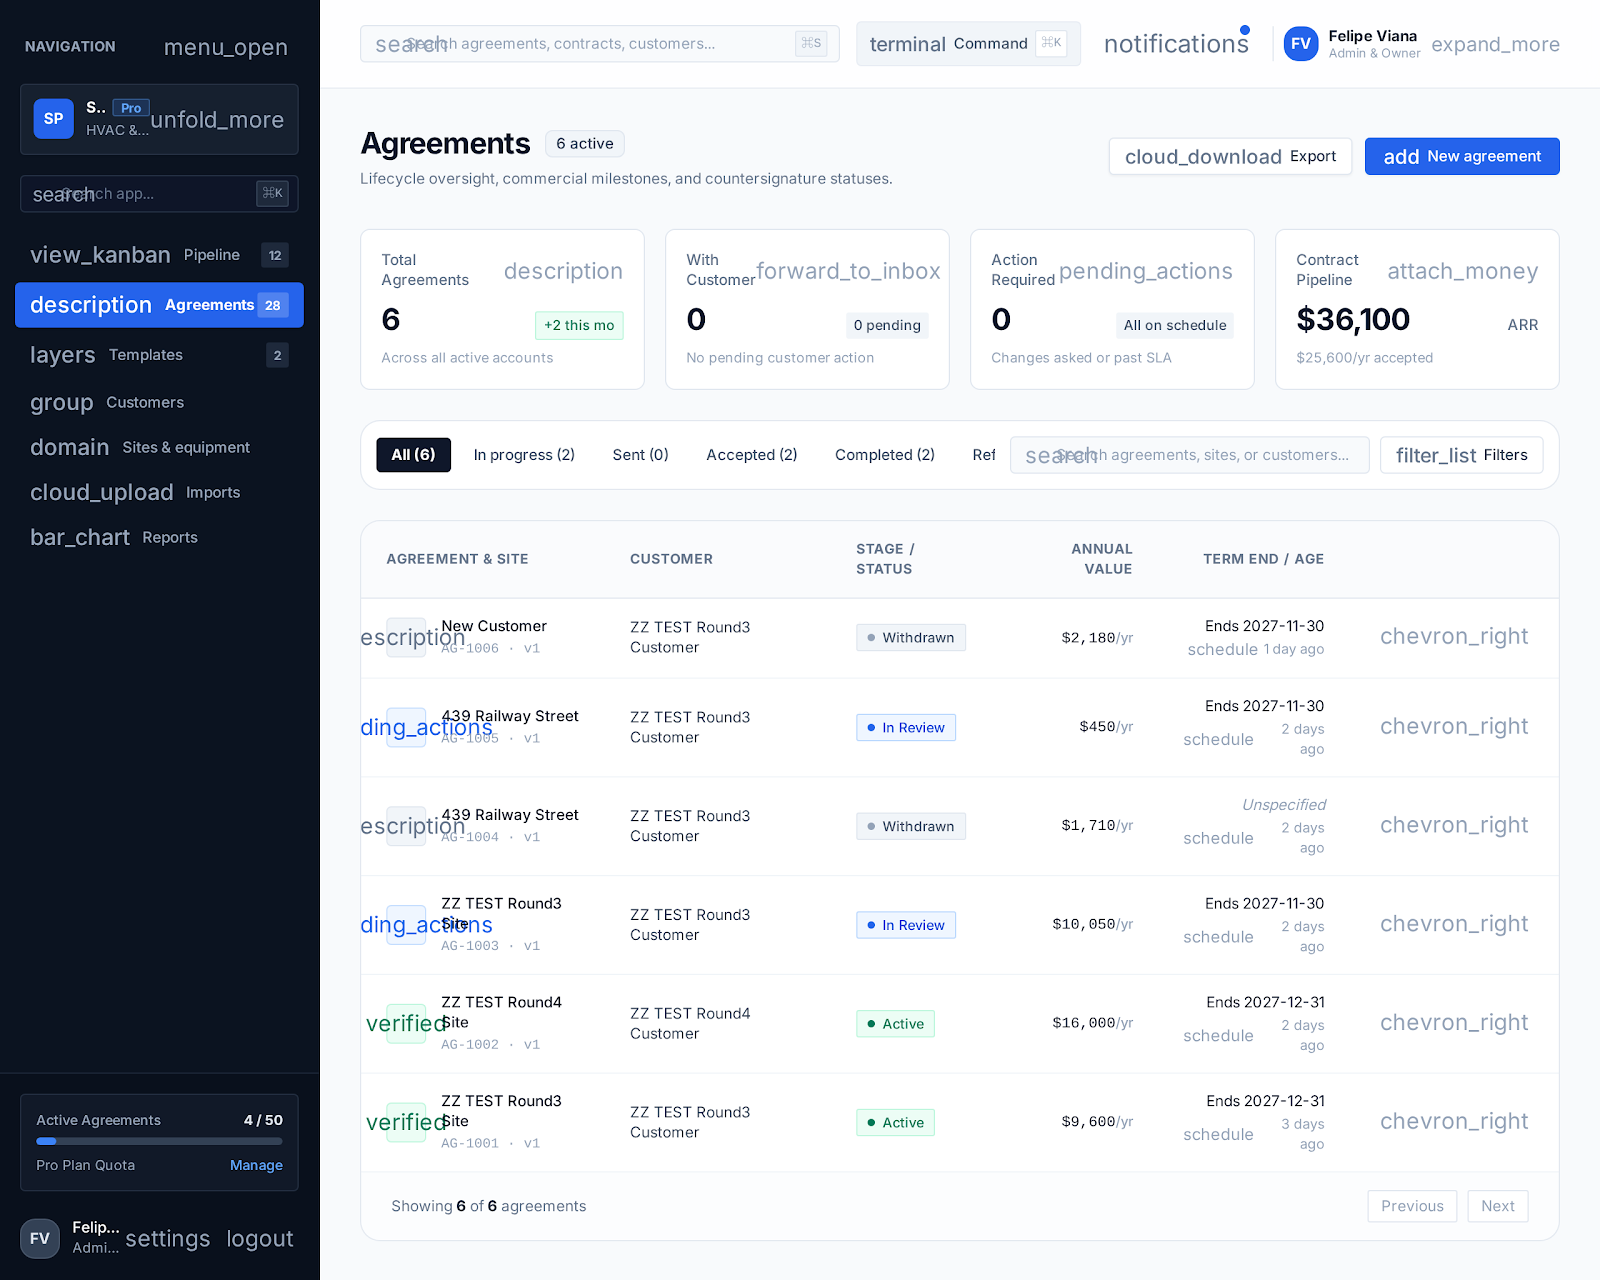 NAVIGATION menu_open
SP S.. Pro unfold_more
HVAC &...
search Search app... ⌘K
view_kanban Pipeline 12
description Agreements 28
layers Templates 2
group Customers
domain Sites & equipment
cloud_upload Imports
bar_chart Reports
Active Agreements 4 / 50
Pro Plan Quota Manage
FV Felip... settings logout
Admi...
search Search agreements, contracts, customers... ⌘S
terminal Command ⌘K
notifications
FV Felipe Viana expand_more
Admin & Owner
Agreements 6 active
Lifecycle oversight, commercial milestones, and countersignature statuses.
cloud_download Export
add New agreement
Total
Agreements description
6 +2 this mo
Across all active accounts
With
Customer forward_to_inbox
0 0 pending
No pending customer action
Action
Required pending_actions
0 All on schedule
Changes asked or past SLA
Contract
Pipeline attach_money
$36,100 ARR
$25,600/yr accepted
All (6) In progress (2) Sent (0) Accepted (2) Completed (2) Ref
search Search agreements, sites, or customers...
filter_list Filters
AGREEMENT & SITE CUSTOMER STAGE / STATUS ANNUAL VALUE TERM END / AGE
escription New Customer
AG-1006 · v1
ZZ TEST Round3
Customer
Withdrawn
$2,180/yr
Ends 2027-11-30
schedule 1 day ago
chevron_right
ding_actions 439 Railway Street
AG-1005 · v1
ZZ TEST Round3
Customer
In Review
$450/yr
Ends 2027-11-30
schedule 2 days
ago
chevron_right
escription 439 Railway Street
AG-1004 · v1
ZZ TEST Round3
Customer
Withdrawn
$1,710/yr
Unspecified
schedule 2 days
ago
chevron_right
ding_actions ZZ TEST Round3
Site
AG-1003 · v1
ZZ TEST Round3
Customer
In Review
$10,050/yr
Ends 2027-11-30
schedule 2 days
ago
chevron_right
verified ZZ TEST Round4
Site
AG-1002 · v1
ZZ TEST Round4
Customer
Active
$16,000/yr
Ends 2027-12-31
schedule 2 days
ago
chevron_right
verified ZZ TEST Round3
Site
AG-1001 · v1
ZZ TEST Round3
Customer
Active
$9,600/yr
Ends 2027-12-31
schedule 3 days
ago
chevron_right
Showing 6 of 6 agreements
Previous Next